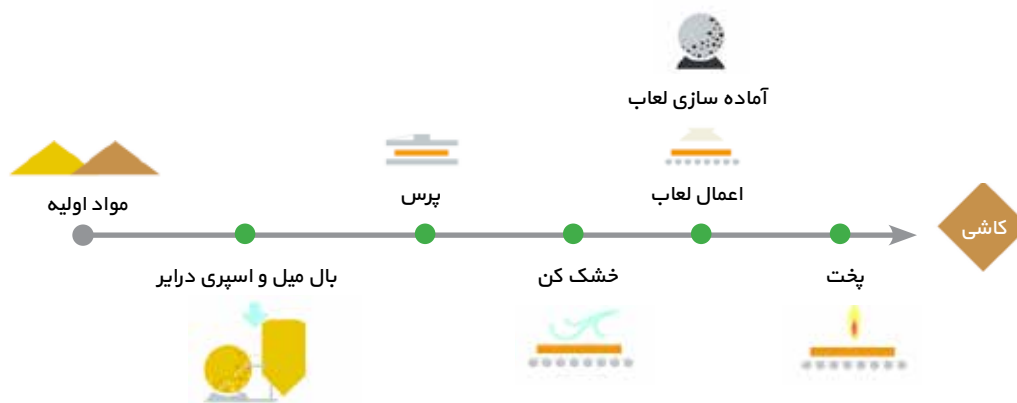 آماده سازی لعاب
مواد اولیه
پرس
اعمال لعاب
کاشی
بال میل و اسپری درایر
خشک کن
پخت